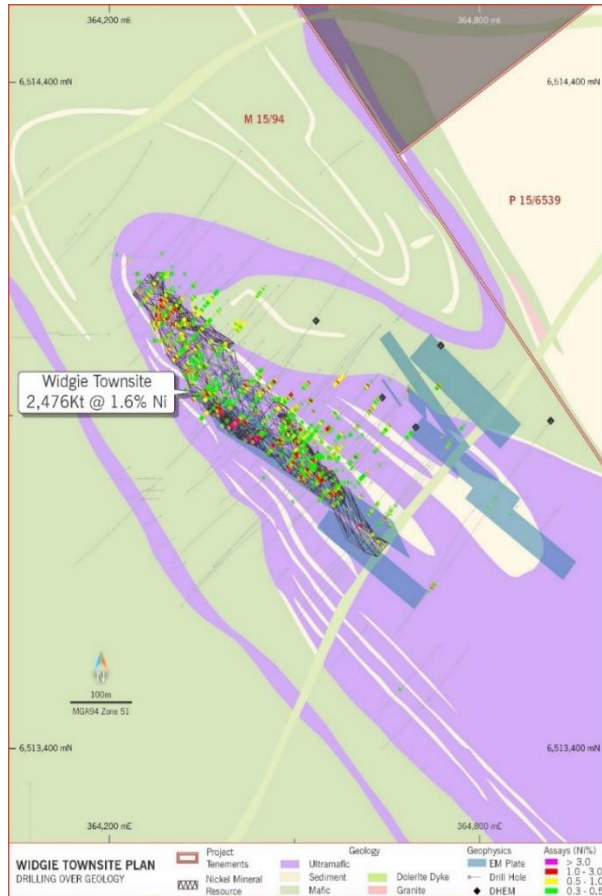 364,200 mE
364,800 mE
6,514,400 mN
6,514,400 mN
M 15/94
P 15/6539
Widgie Townsite
2,476Kt @ 1.6% Ni
N
100m
MGA94 Zone 51
6,513,400 mN
6,513,400 mN
364,200 mE
364,800 mE
WIDGIE TOWNSITE PLAN
DRILLING OVER GEOLOGY
Project
Tenements
Nickel Mineral
Resource
Geology
Ultramafic
Sediment
Mafic
Dolerite Dyke
Granite
Geophysics
EM Plate
Drill Hole
DHEM
Assays (Ni%)
> 3.0
1.0 - 3.0
0.5 - 1.0
0.3 - 0.5